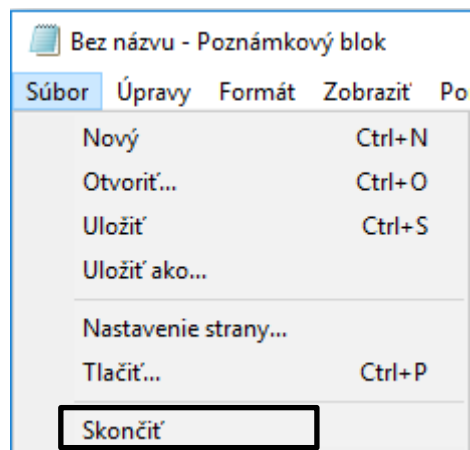 Bez názvu - Poznámkový blok
Súbor Úpravy Formát Zobraziť
Nový Ctrl+N
Otvoriť... Ctrl+O
Uložiť Ctrl+S
Uložiť ako...
Nastavenie strany...
Tlačiť... Ctrl+P
Skončiť